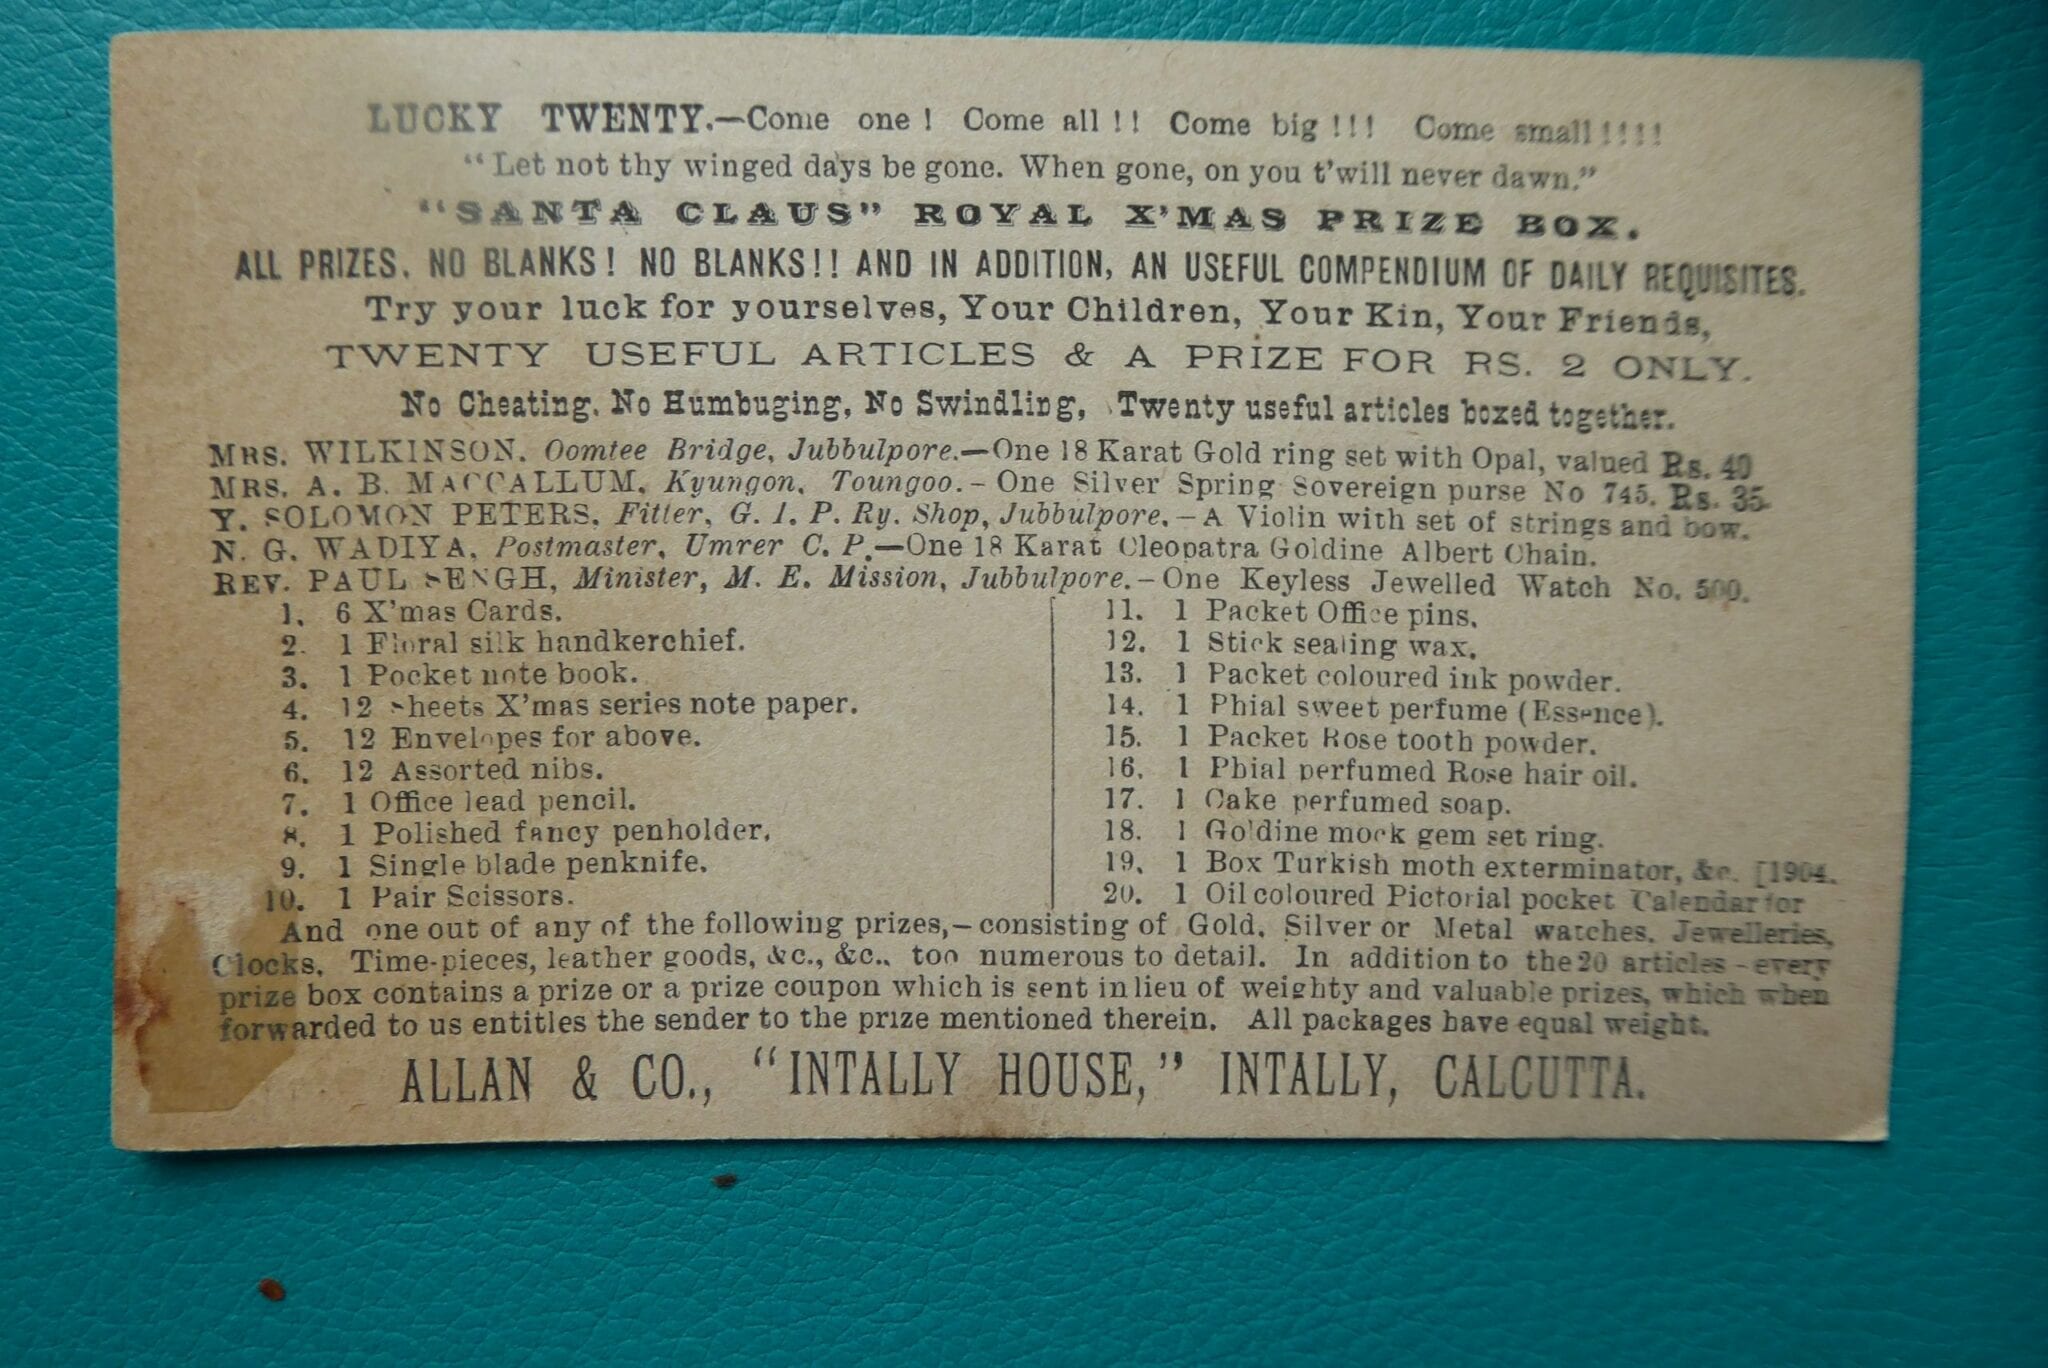 LUCKY TWENTY.—Come one! Come all!! Come big!!! Come small!!!!
"Let not thy winged days be gone. When gone, on you t'will never dawn."
"SANTA CLAUS" ROYAL X'MAS PRIZE BOX.
ALL PRIZES. NO BLANKS! NO BLANKS!! AND IN ADDITION, AN USEFUL COMPENDIUM OF DAILY REQUISITES.
Try your luck for yourselves, Your Children, Your Kin, Your Friends,
TWENTY USEFUL ARTICLES & A PRIZE FOR RS. 2 ONLY.
No Cheating. No Humbuging, No Swindling, Twenty useful articles boxed together.
MRS. WILKINSON. Oomtee Bridge, Jubbulpore.—One 18 Karat Gold ring set with Opal, valued Rs. 40
MRS. A. B. MACCALLUM, Kyungon, Toungoo.—One Silver Spring Sovereign purse No 745. Rs. 35.
Y. SOLOMON PETERS, Fitter, G. I. P. Ry. Shop, Jubbulpore.—A Violin with set of strings and bow.
N. G. WADIYA, Postmaster, Umrer C. P.—One 18 Karat Cleopatra Goldine Albert Chain.
REV. PAUL SENGH, Minister, M. E. Mission, Jubbulpore.—One Keyless Jewelled Watch No. 500.
1. 6 X'mas Cards.
2. 1 Floral silk handkerchief.
3. 1 Pocket note book.
4. 12 Sheets X'mas series note paper.
5. 12 Envelopes for above.
6. 12 Assorted nibs.
7. 1 Office lead pencil.
8. 1 Polished fancy penholder,
9. 1 Single blade penknife.
10. 1 Pair Scissors.
11. 1 Packet Office pins.
12. 1 Stick sealing wax.
13. 1 Packet coloured ink powder.
14. 1 Phial sweet perfume (Essence).
15. 1 Packet Rose tooth powder.
16. 1 Phial perfumed Rose hair oil.
17. 1 Cake perfumed soap.
18. 1 Goldine mock gem set ring.
19. 1 Box Turkish moth exterminator, &c. [1904.
20. 1 Oil coloured Pictorial pocket Calendar for
And one out of any of the following prizes,—consisting of Gold, Silver or Metal watches, Jewelleries,
Clocks, Time-pieces, leather goods, &c., &c., too numerous to detail. In addition to the 20 articles—every
prize box contains a prize or a prize coupon which is sent in lieu of weighty and valuable prizes, which when
forwarded to us entitles the sender to the prize mentioned therein. All packages have equal weight.
ALLAN & CO., "INTALLY HOUSE," INTALLY, CALCUTTA.